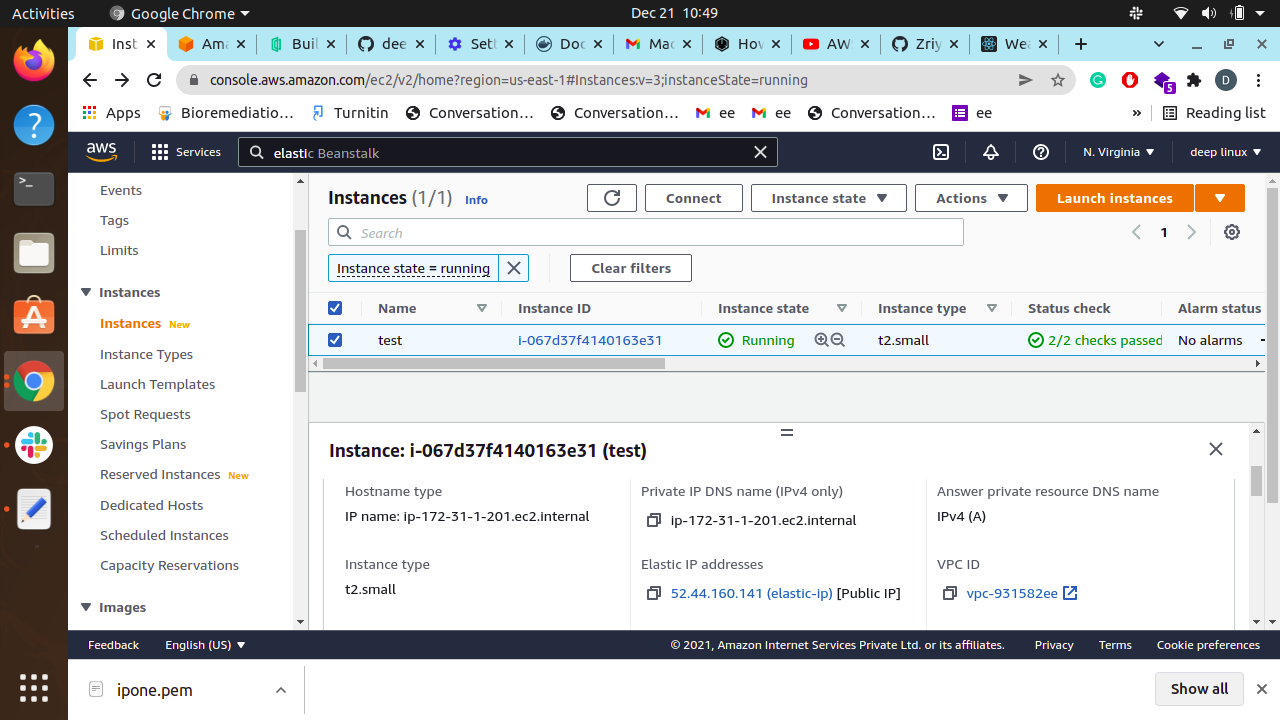 Activities
Google Chrome
Dec 21 10:49
Inst
Ama
Buil
dee
Sett
Doc
Mac
How
AW
Zriy
Wea
console.aws.amazon.com/ec2/v2/home?region=us-east-1#Instances:v=3;instanceState=running
D
5
Apps
Bioremediatio…
Turnitin
Conversation…
Conversation…
ee
ee
Conversation…
ee
»
Reading list
aws
Services
elastic Beanstalk
N. Virginia
deep linux
Events
Tags
Limits
Instances
Instances New
Instance Types
Launch Templates
Spot Requests
Savings Plans
Reserved Instances New
Dedicated Hosts
Scheduled Instances
Capacity Reservations
Images
Instances (1/1) Info
Connect
Instance state
Actions
Launch instances
Search
1
Instance state = running
Clear filters
Name
Instance ID
Instance state
Instance type
Status check
Alarm status
test
i-067d37f4140163e31
Running
t2.small
2/2 checks passed
No alarms
Instance: i-067d37f4140163e31 (test)
Hostname type
IP name: ip-172-31-1-201.ec2.internal
Private IP DNS name (IPv4 only)
ip-172-31-1-201.ec2.internal
Answer private resource DNS name
IPv4 (A)
Instance type
t2.small
Elastic IP addresses
52.44.160.141 (elastic-ip) [Public IP]
VPC ID
vpc-931582ee
Feedback
English (US)
© 2021, Amazon Internet Services Private Ltd. or its affiliates.
Privacy
Terms
Cookie preferences
ipone.pem
Show all